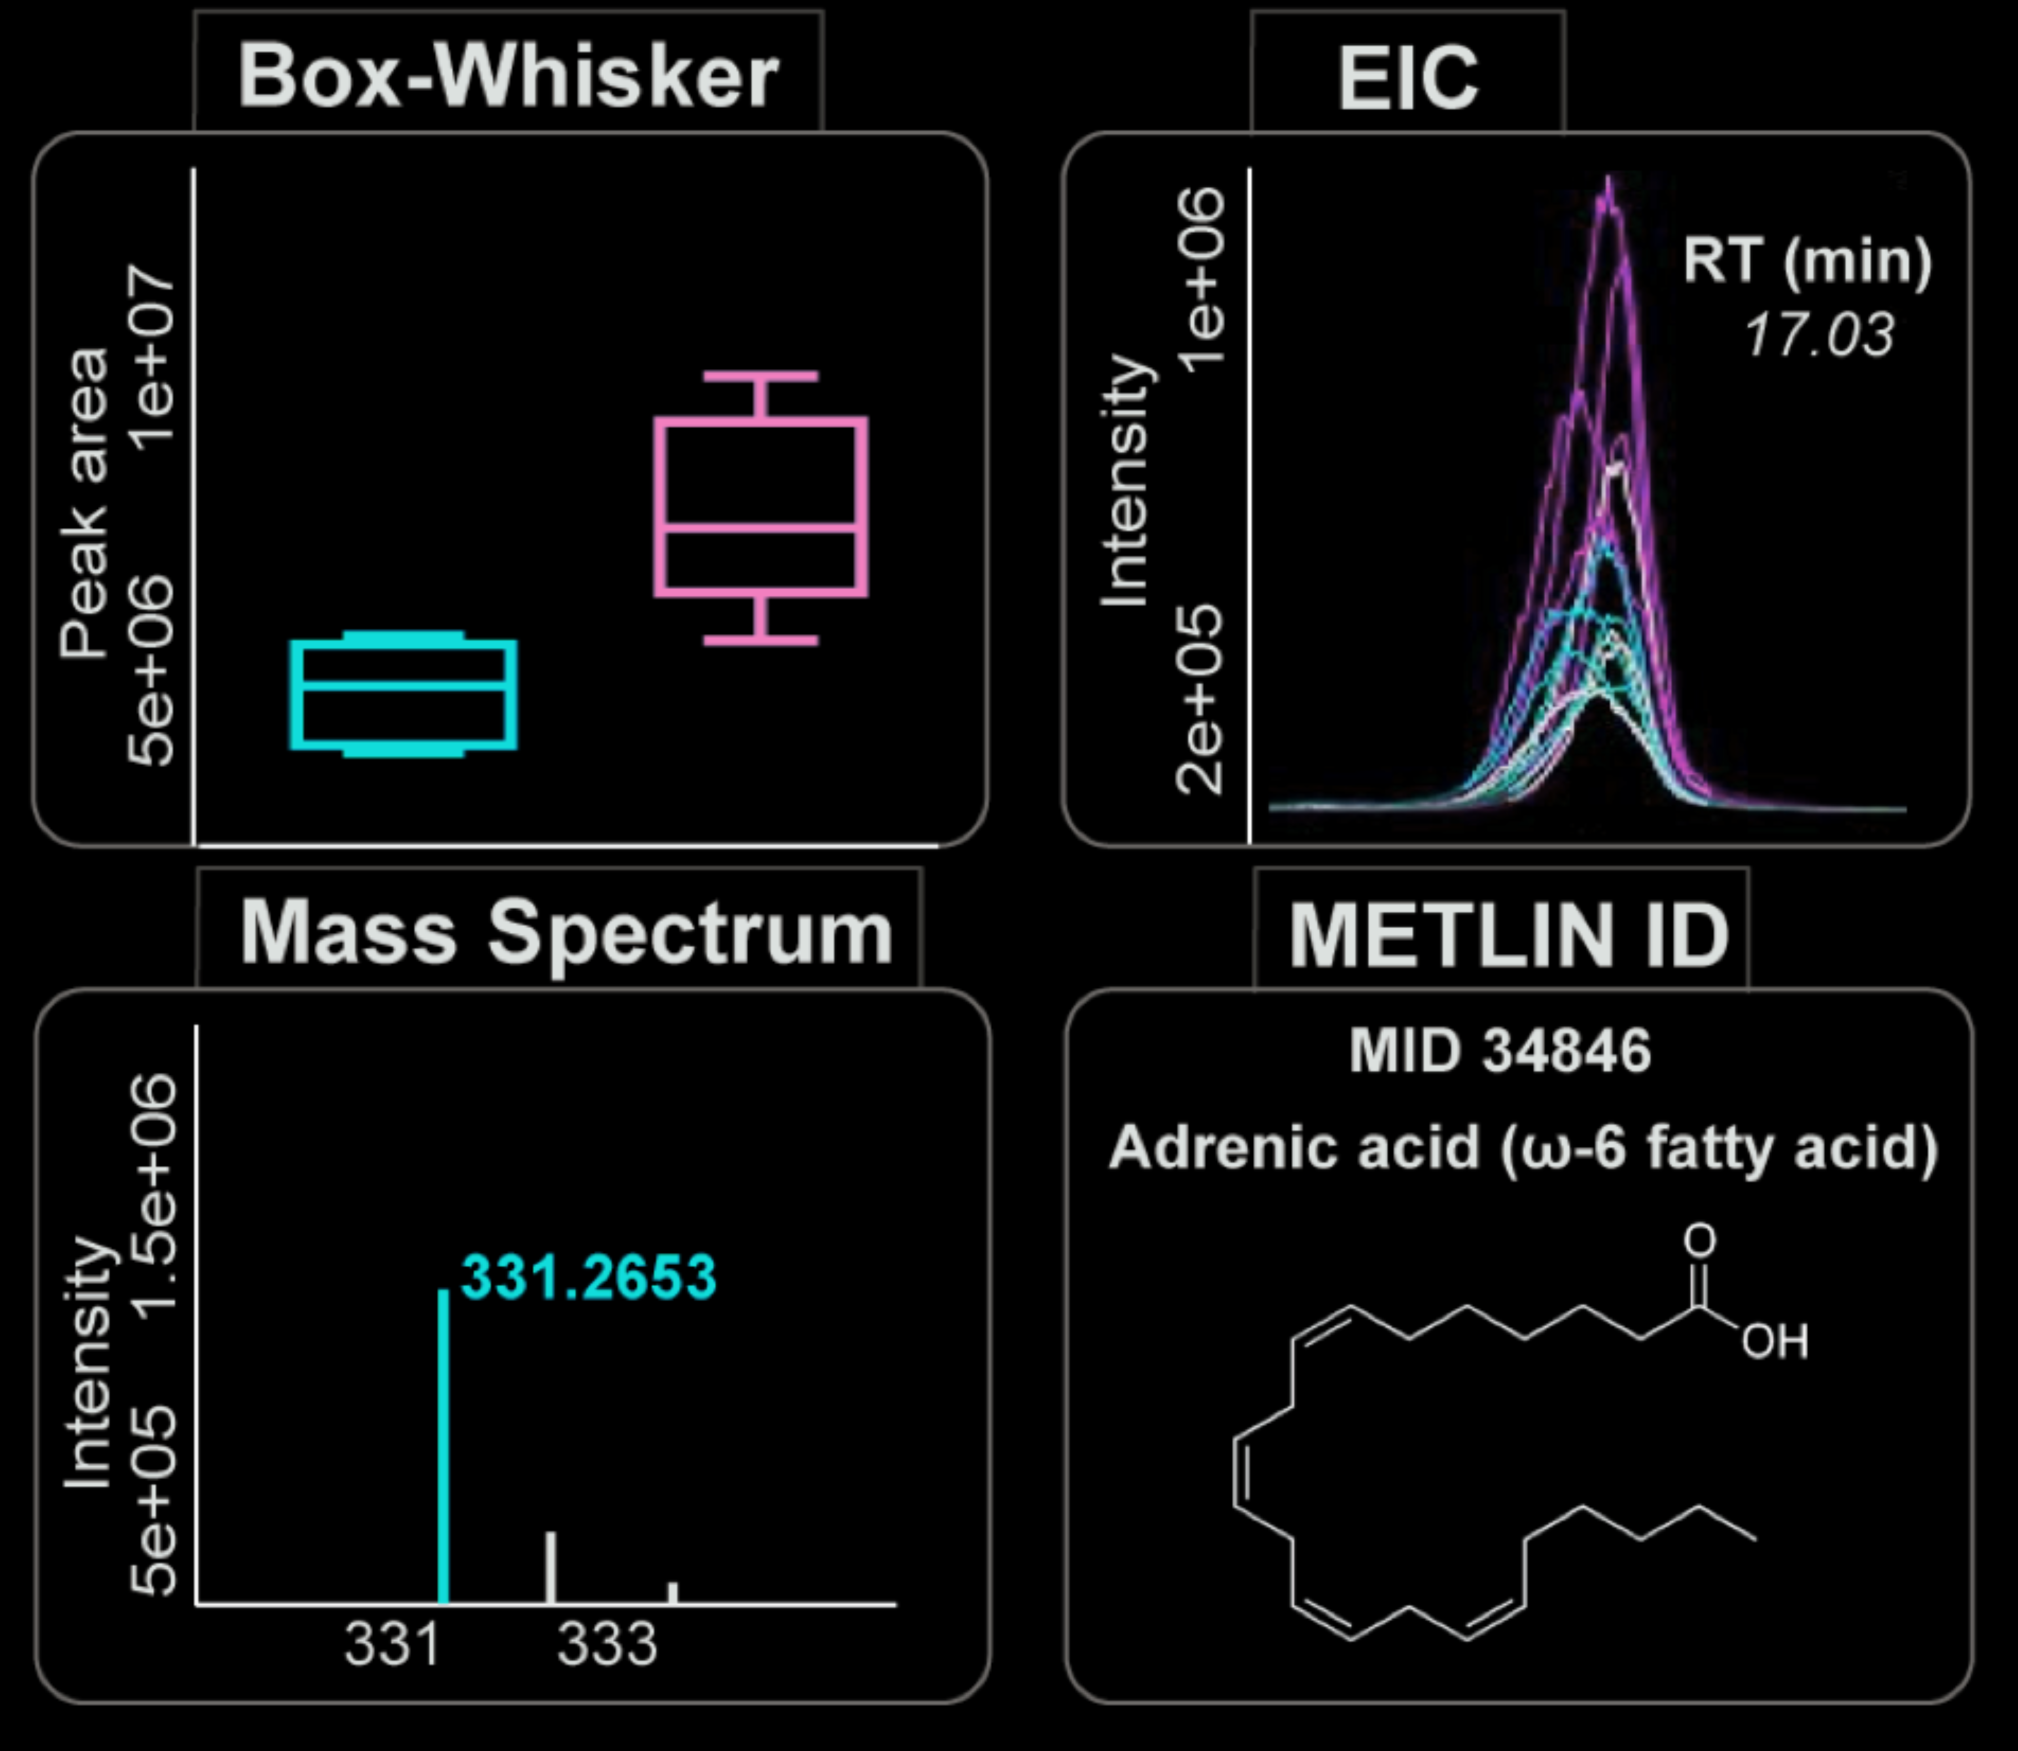 Box-Whisker
Peak area
1e+07
5e+06
EIC
Intensity
1e+06
2e+05
RT (min)
17.03
Mass Spectrum
Intensity
1.5e+06
5e+05
331.2653
331
333
METLIN ID
MID 34846
Adrenic acid (ω-6 fatty acid)
O
OH